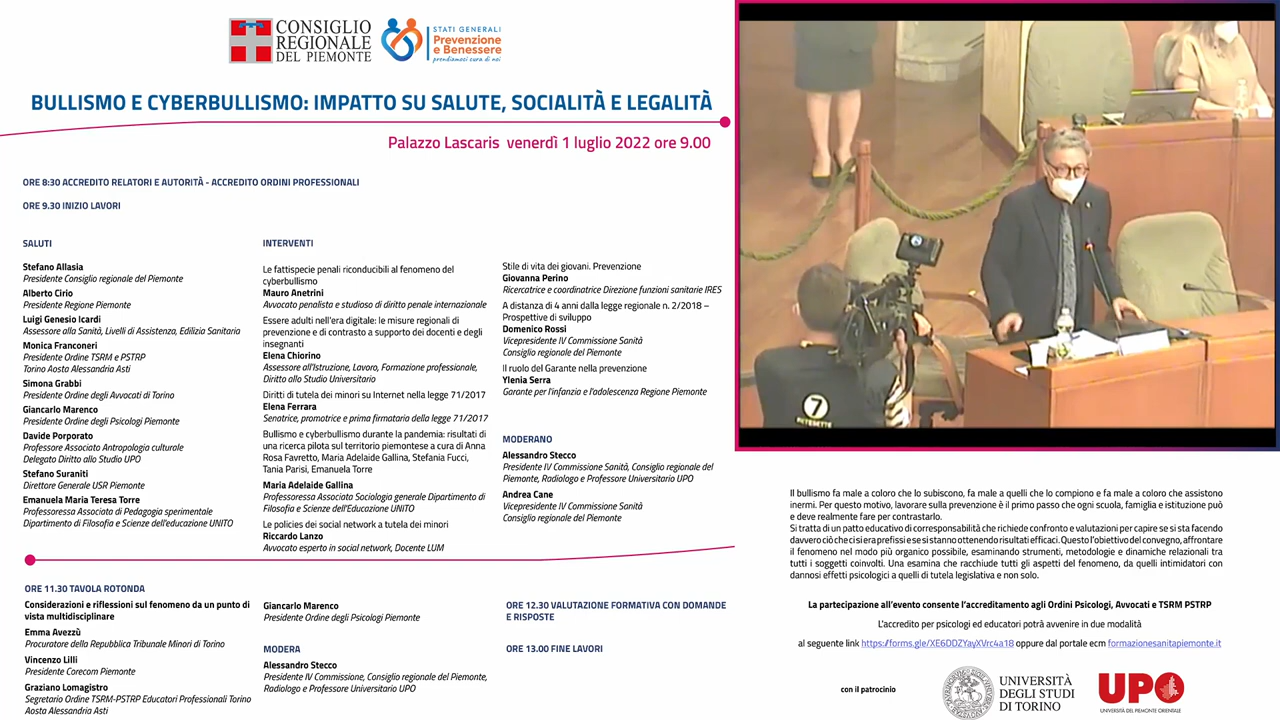 CONSIGLIO
REGIONALE
DEL PIEMONTE
STATI GENERALI
Prevenzione
e Benessere
prendiamoci cura di noi
BULLISMO E CYBERBULLISMO: IMPATTO SU SALUTE, SOCIALITÀ E LEGALITÀ
Palazzo Lascaris venerdì 1 luglio 2022 ore 9.00
ORE 8:30 ACCREDITO RELATORI E AUTORITÀ - ACCREDITO ORDINI PROFESSIONALI
ORE 9.30 INIZIO LAVORI
SALUTI
Stefano Allasia
Presidente Consiglio regionale del Piemonte
Alberto Cirio
Presidente Regione Piemonte
Luigi Genesio Icardi
Assessore alla Sanità, Livelli di Assistenza, Edilizia Sanitaria
Monica Franconeri
Presidente Ordine TSRM e PSTRP
Torino Aosta Alessandria Asti
Simona Grabbi
Presidente Ordine degli Avvocati di Torino
Giancarlo Marenco
Presidente Ordine degli Psicologi Piemonte
Davide Porporato
Professore Associato Antropologia culturale
Delegato Diritto allo Studio UPO
Stefano Suraniti
Direttore Generale USR Piemonte
Emanuela Maria Teresa Torre
Professoressa Associata di Pedagogia sperimentale
Dipartimento di Filosofia e Scienze dell'educazione UNITO
INTERVENTI
Le fattispecie penali riconducibili al fenomeno del
cyberbullismo
Mauro Anetrini
Avvocato penalista e studioso di diritto penale internazionale
Essere adulti nell'era digitale: le misure regionali di
prevenzione e di contrasto a supporto dei docenti e degli
insegnanti
Elena Chiorino
Assessore all'Istruzione, Lavoro, Formazione professionale,
Diritto allo Studio Universitario
Diritti di tutela dei minori su Internet nella legge 71/2017
Elena Ferrara
Senatrice, promotrice e prima firmataria della legge 71/2017
Bullismo e cyberbullismo durante la pandemia: risultati di
una ricerca pilota sul territorio piemontese a cura di Anna
Rosa Favretto, Maria Adelaide Gallina, Stefania Fucci,
Tania Parisi, Emanuela Torre
Maria Adelaide Gallina
Professoressa Associata Sociologia generale Dipartimento di
Filosofia e Scienze dell'Educazione UNITO
Le policies dei social network a tutela dei minori
Riccardo Lanzo
Avvocato esperto in social network, Docente LUM
Stile di vita dei giovani. Prevenzione
Giovanna Perino
Ricercatrice e coordinatrice Direzione funzioni sanitarie IRES
A distanza di 4 anni dalla legge regionale n. 2/2018 –
Prospettive di sviluppo
Domenico Rossi
Vicepresidente IV Commissione Sanità
Consiglio regionale del Piemonte
Il ruolo del Garante nella prevenzione
Ylenia Serra
Garante per l'infanzia e l'adolescenza Regione Piemonte
MODERANO
Alessandro Stecco
Presidente IV Commissione Sanità, Consiglio regionale del
Piemonte, Radiologo e Professore Universitario UPO
Andrea Cane
Vicepresidente IV Commissione Sanità
Consiglio regionale del Piemonte
ORE 11.30 TAVOLA ROTONDA
Considerazioni e riflessioni sul fenomeno da un punto di
vista multidisciplinare
Emma Avezzù
Procuratore della Repubblica Tribunale Minori di Torino
Vincenzo Lilli
Presidente Corecom Piemonte
Graziano Lomagistro
Segretario Ordine TSRM-PSTRP Educatori Professionali Torino
Aosta Alessandria Asti
Giancarlo Marenco
Presidente Ordine degli Psicologi Piemonte
MODERA
Alessandro Stecco
Presidente IV Commissione, Consiglio regionale del Piemonte,
Radiologo e Professore Universitario UPO
ORE 12.30 VALUTAZIONE FORMATIVA CON DOMANDE
E RISPOSTE
ORE 13.00 FINE LAVORI
7
RETESETTE
Il bullismo fa male a coloro che lo subiscono, fa male a quelli che lo compiono e fa male a coloro che assistono
inermi. Per questo motivo, lavorare sulla prevenzione è il primo passo che ogni scuola, famiglia e istituzione può
e deve realmente fare per contrastarlo.
Si tratta di un patto educativo di corresponsabilità che richiede confronto e valutazioni per capire se si sta facendo
davvero ciò che ci si era prefissi e se si stanno ottenendo risultati efficaci. Questo l'obiettivo del convegno, affrontare
il fenomeno nel modo più organico possibile, esaminando strumenti, metodologie e dinamiche relazionali tra
tutti i soggetti coinvolti. Una esamina che racchiude tutti gli aspetti del fenomeno, da quelli intimidatori con
dannosi effetti psicologici a quelli di tutela legislativa e non solo.
La partecipazione all'evento consente l'accreditamento agli Ordini Psicologi, Avvocati e TSRM PSTRP
L'accredito per psicologi ed educatori potrà avvenire in due modalità
al seguente link https://forms.gle/XE6DDZYayXVrc4a18 oppure dal portale ecm formazionesanitapiemonte.it
con il patrocinio
UNIVERSITÀ
DEGLI STUDI
DI TORINO
UPO
UNIVERSITÀ DEL PIEMONTE ORIENTALE